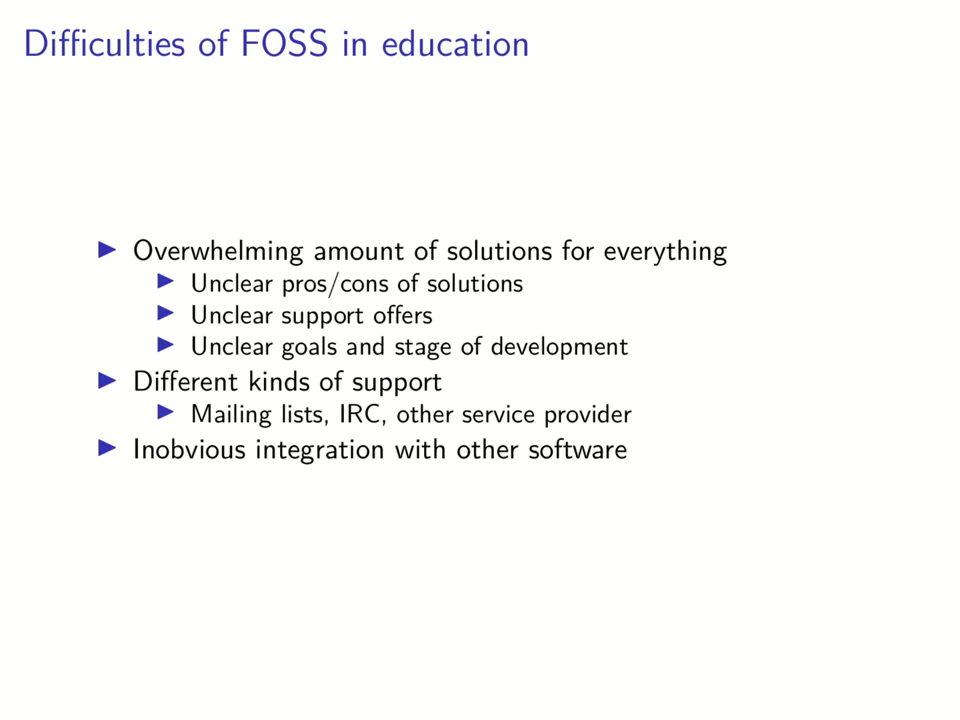 Difficulties of FOSS in education
Overwhelming amount of solutions for everything
Unclear pros/cons of solutions
Unclear support offers
Unclear goals and stage of development
Different kinds of support
Mailing lists, IRC, other service provider
Inobvious integration with other software